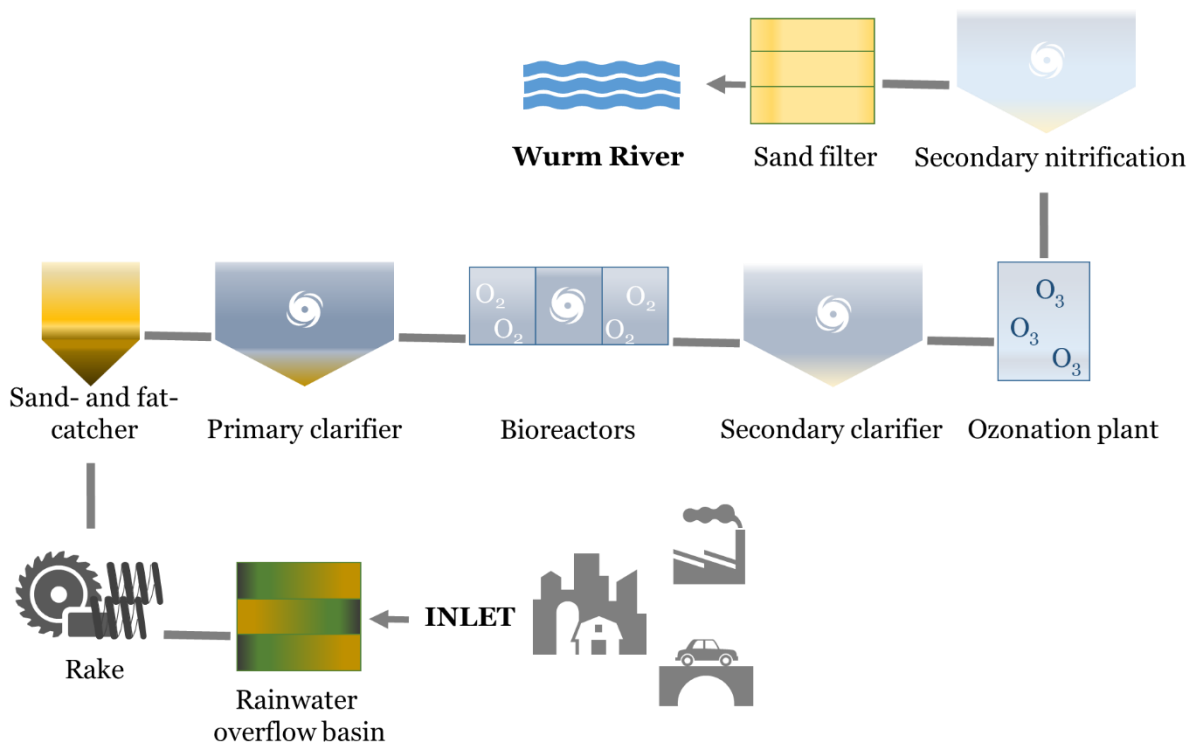 Wurm River
Sand filter
Secondary nitrification
O₂
O₂
O₂
O₂
O₃
O₃
O₃
Sand- and fat-
catcher
Primary clarifier
Bioreactors
Secondary clarifier
Ozonation plant
INLET
Rake
Rainwater
overflow basin